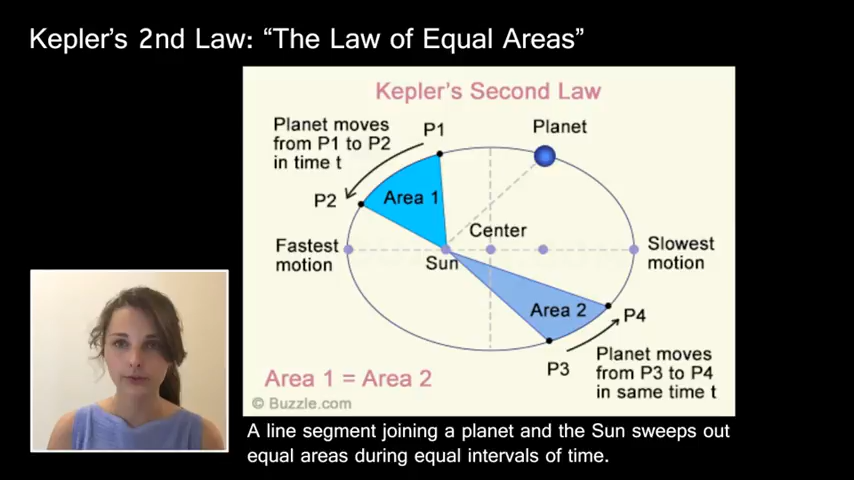 Kepler's 2nd Law: “The Law of Equal Areas”
Kepler's Second Law
Planet moves
from P1 to P2
in time t
P1
Planet
P2
Area 1
Center
Fastest
motion
Sun
Slowest
motion
Area 2
P4
P3
Planet moves
from P3 to P4
in same time t
Area 1 = Area 2
© Buzzle.com
A line segment joining a planet and the Sun sweeps out
equal areas during equal intervals of time.